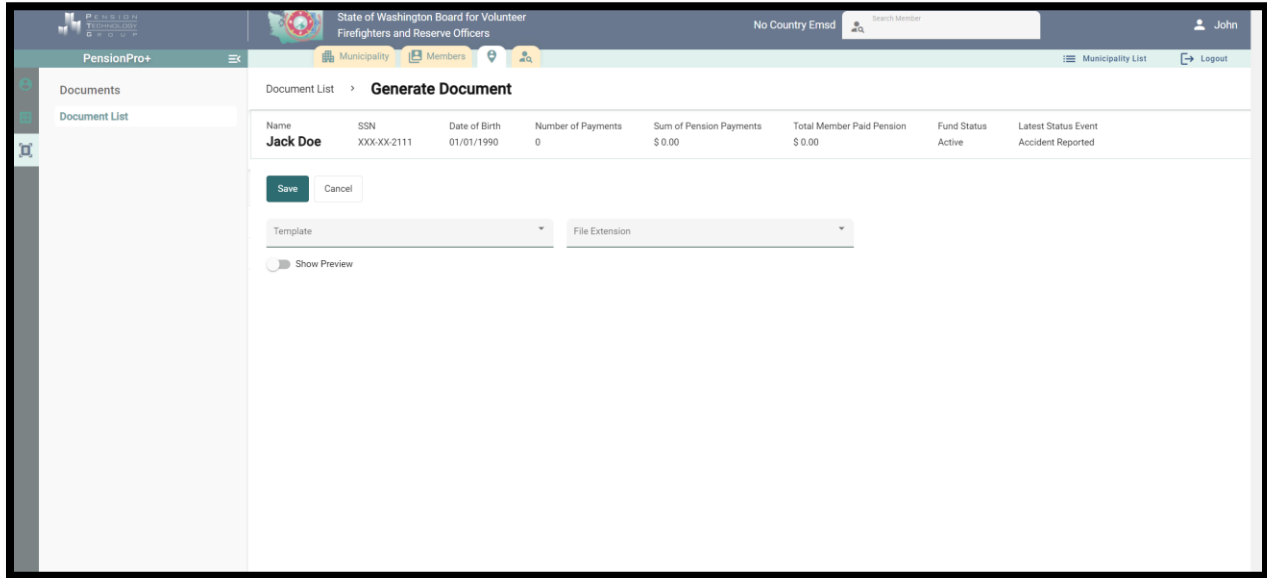 PENSION
TECHNOLOGY
GROUP
State of Washington Board for Volunteer
Firefighters and Reserve Officers
No Country Emsd
Search Member
John
PensionPro+
Municipality
Members
Municipality List
Logout
Documents
Document List
Document List > Generate Document
Name SSN Date of Birth Number of Payments Sum of Pension Payments Total Member Paid Pension Fund Status Latest Status Event
Jack Doe XXX-XX-2111 01/01/1990 0 $ 0.00 $ 0.00 Active Accident Reported
Save Cancel
Template File Extension
Show Preview